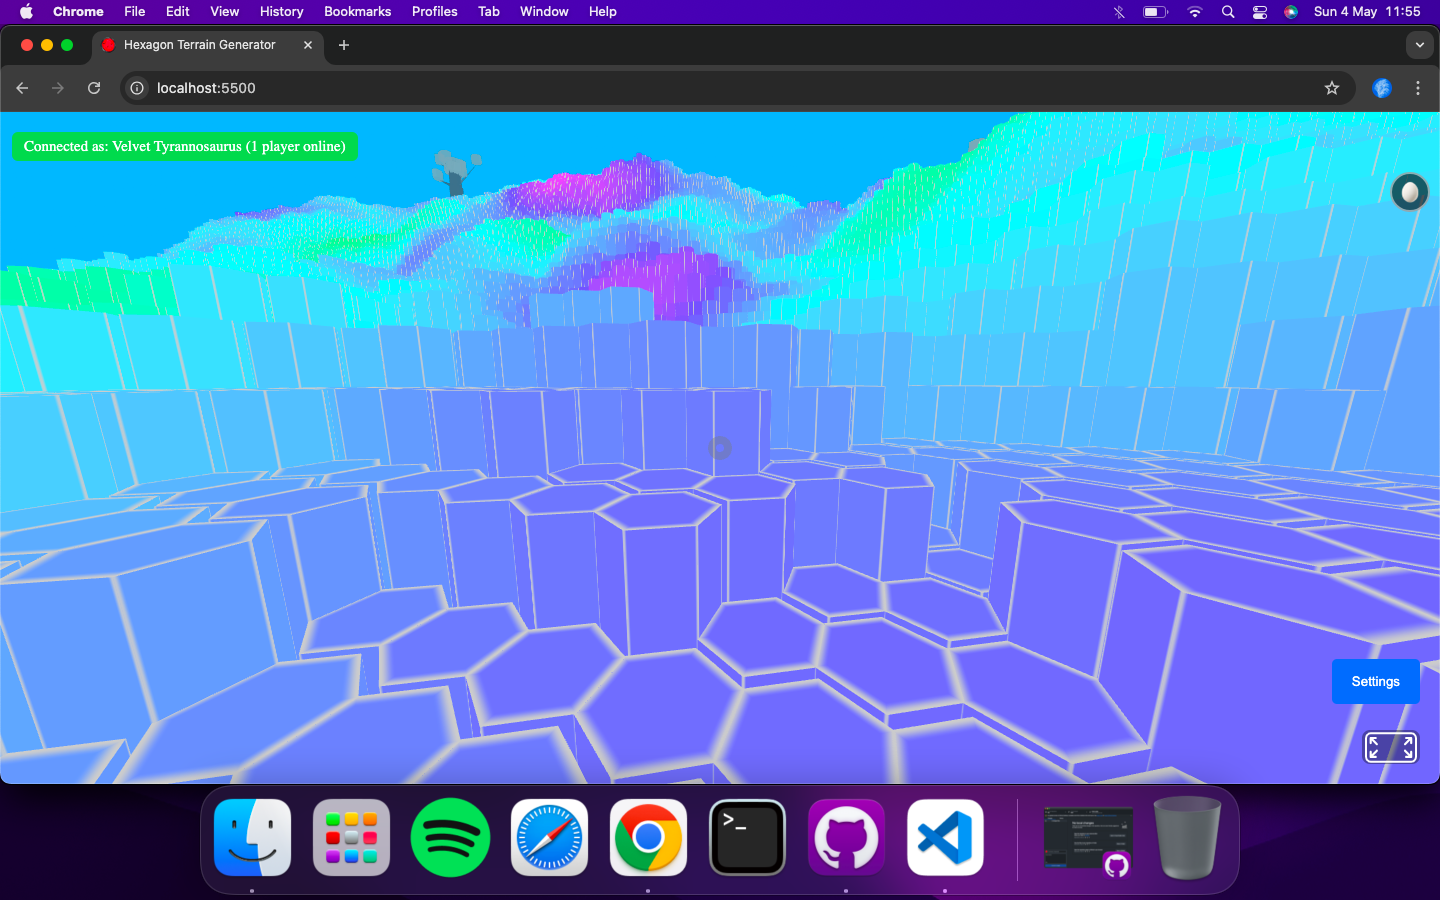 Chrome File Edit View History Bookmarks Profiles Tab Window Help Sun 4 May 11:55
Hexagon Terrain Generator
localhost:5500
Connected as: Velvet Tyrannosaurus (1 player online)
Settings
>_